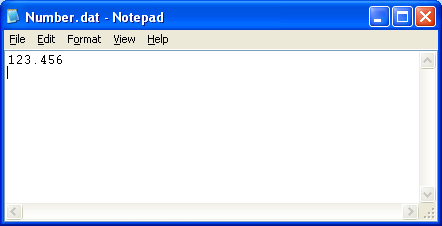 Number.dat - Notepad
File Edit Format View Help
123.456